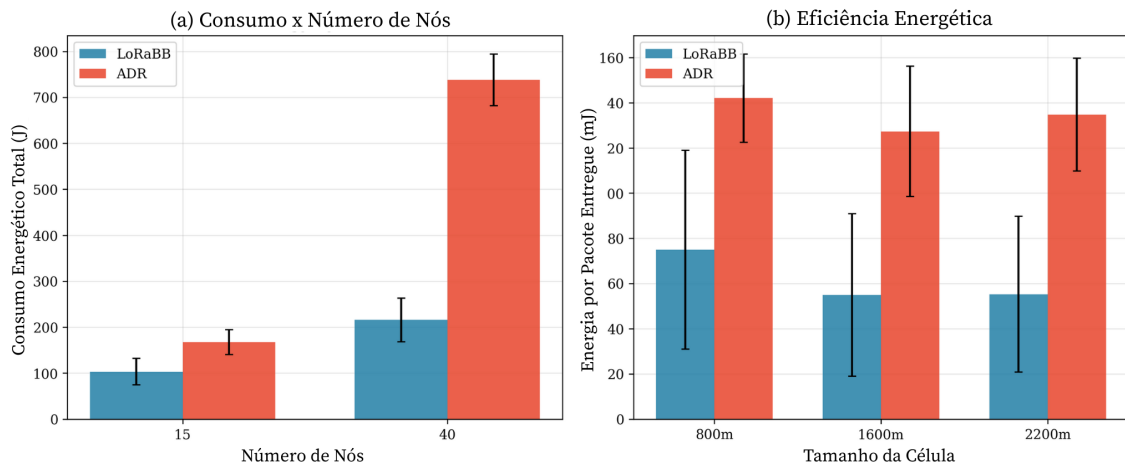 (a) Consumo x Número de Nós
LoRaBB
ADR
Consumo Energético Total (J)
800
700
600
500
400
300
200
100
0
15
40
Número de Nós
(b) Eficiência Energética
LoRaBB
ADR
Energia por Pacote Entregue (mJ)
160
40
20
00
80
60
40
20
0
800m
1600m
2200m
Tamanho da Célula